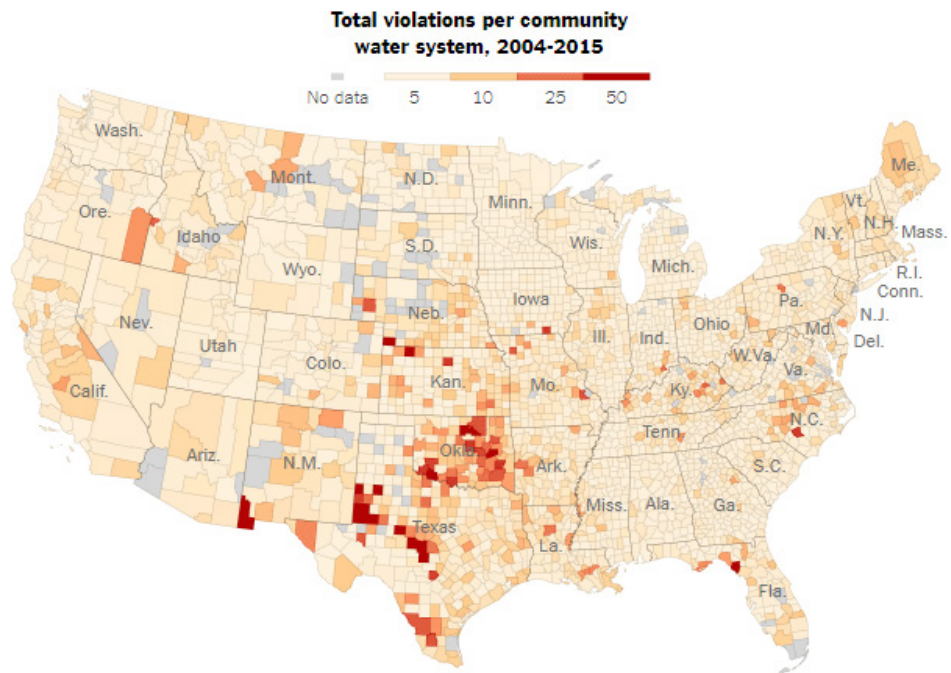 Total violations per community
water system, 2004-2015
No data 5 10 25 50
Wash.
Me.
Mont.
N.D.
Minn.
Vt.
Ore.
Idaho
N.H.
S.D.
Wis.
N.Y.
Mass.
Mich.
Wyo.
R.I.
Conn.
Iowa
Pa.
Neb.
N.J.
Nev.
Ill.
Ind.
Ohio
Md.
Utah
Del.
Colo.
W.Va.
Va.
Calif.
Kan.
Mo.
Ky.
N.C.
Tenn.
Okla.
Ariz.
N.M.
Ark.
S.C.
Miss.
Ala.
Ga.
Texas
La.
Fla.